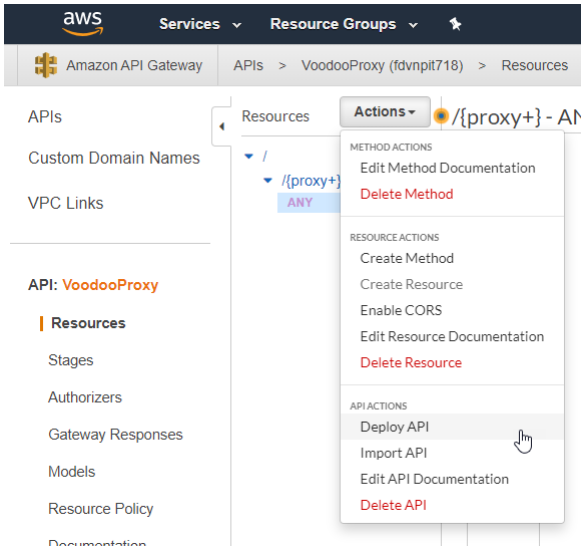 aws Services Resource Groups
Amazon API Gateway APIs > VoodooProxy (fdvnpit718) > Resources
APIs
Custom Domain Names
VPC Links
API: VoodooProxy
Resources
Stages
Authorizers
Gateway Responses
Models
Resource Policy
Documentation
Resources Actions /{proxy+} - AN
/
/{proxy+}
ANY
METHOD ACTIONS
Edit Method Documentation
Delete Method
RESOURCE ACTIONS
Create Method
Create Resource
Enable CORS
Edit Resource Documentation
Delete Resource
API ACTIONS
Deploy API
Import API
Edit API Documentation
Delete API